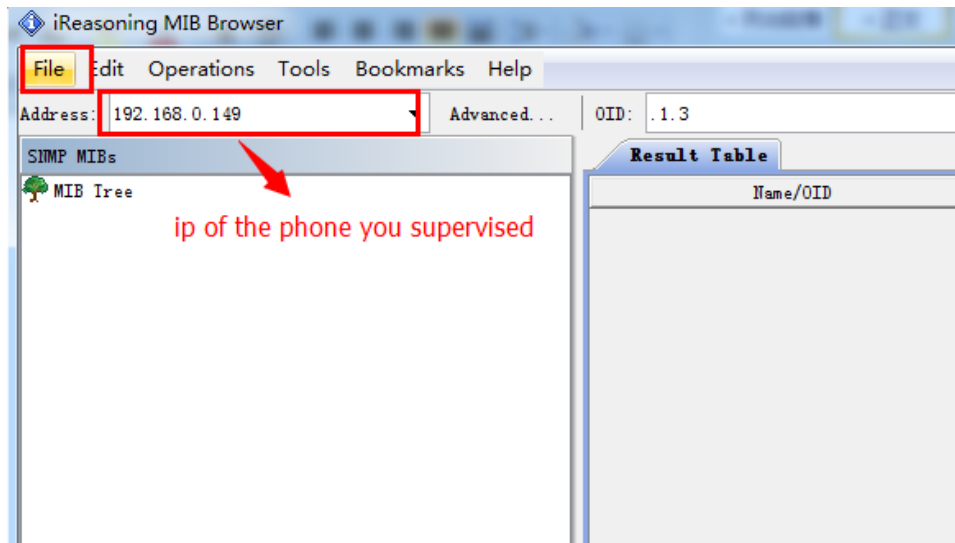 iReasoning MIB Browser
File Edit Operations Tools Bookmarks Help
Address: 192.168.0.149 Advanced... OID: .1.3
SNMP MIBs Result Table
MIB Tree Name/OID
ip of the phone you supervised